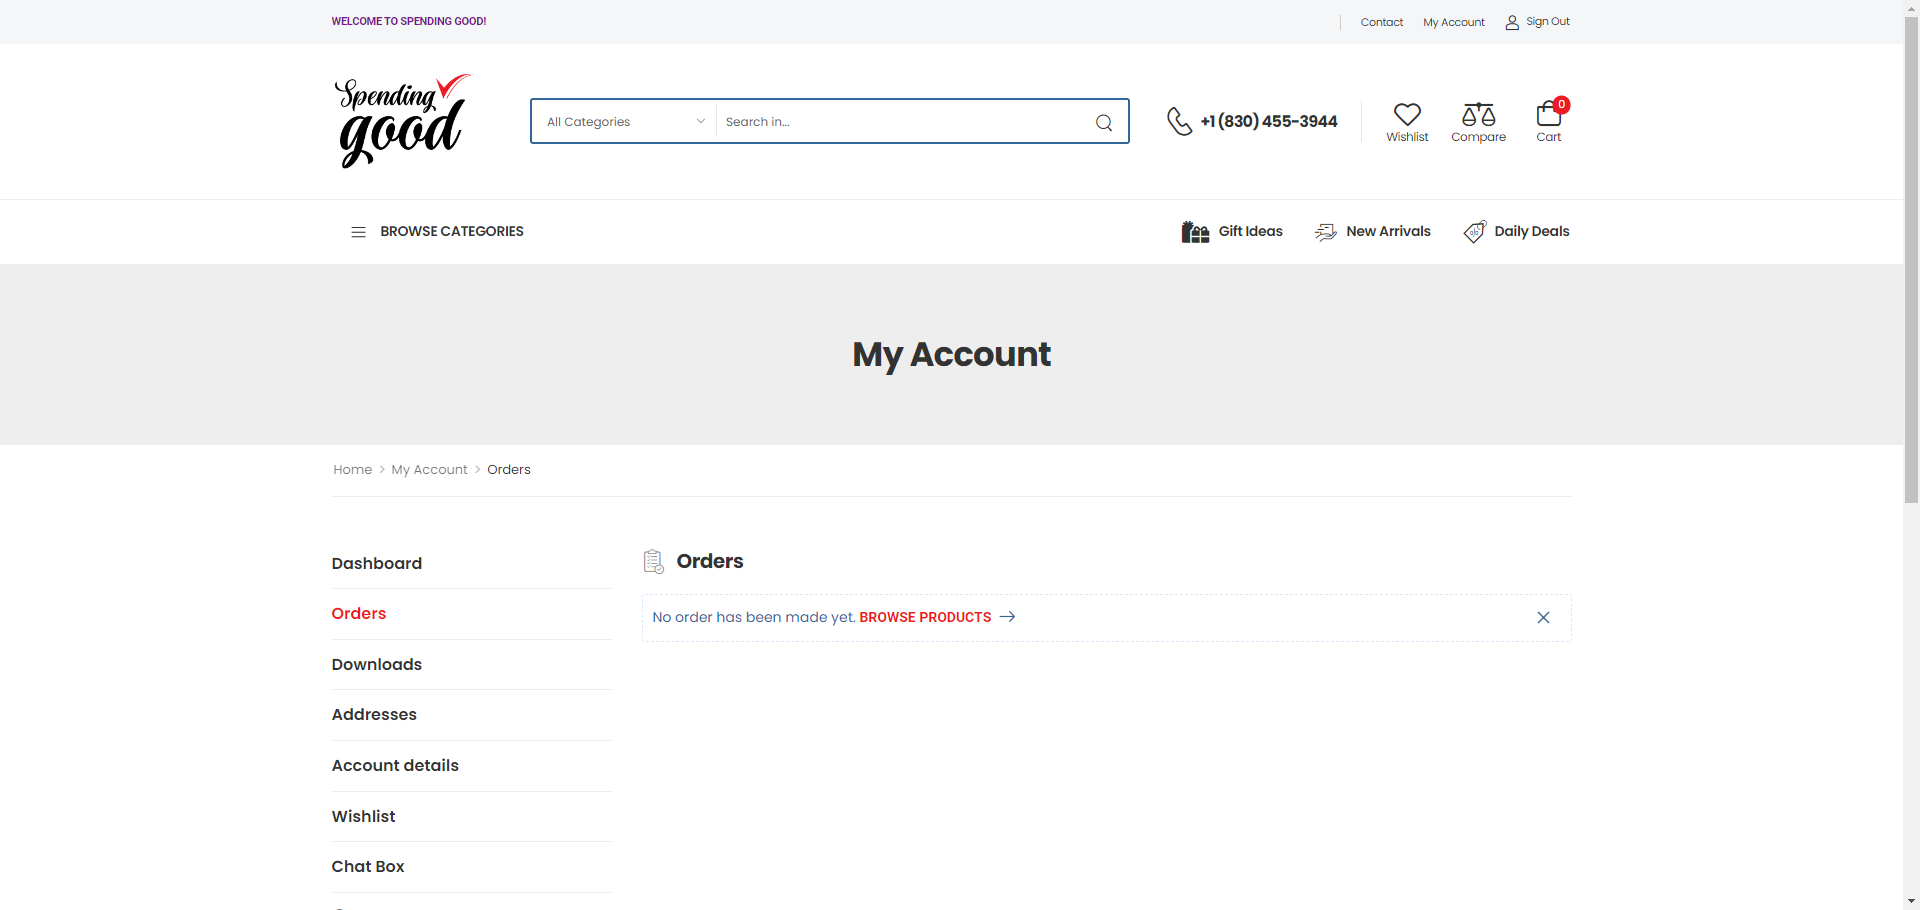 WELCOME TO SPENDING GOOD!
Contact
My Account
Sign Out
Spending
good
All Categories
Search in...
+1 (830) 455-3944
Wishlist
Compare
0
Cart
BROWSE CATEGORIES
Gift Ideas
New Arrivals
Daily Deals
My Account
Home > My Account > Orders
Dashboard
Orders
Downloads
Addresses
Account details
Wishlist
Chat Box
Orders
No order has been made yet. BROWSE PRODUCTS →